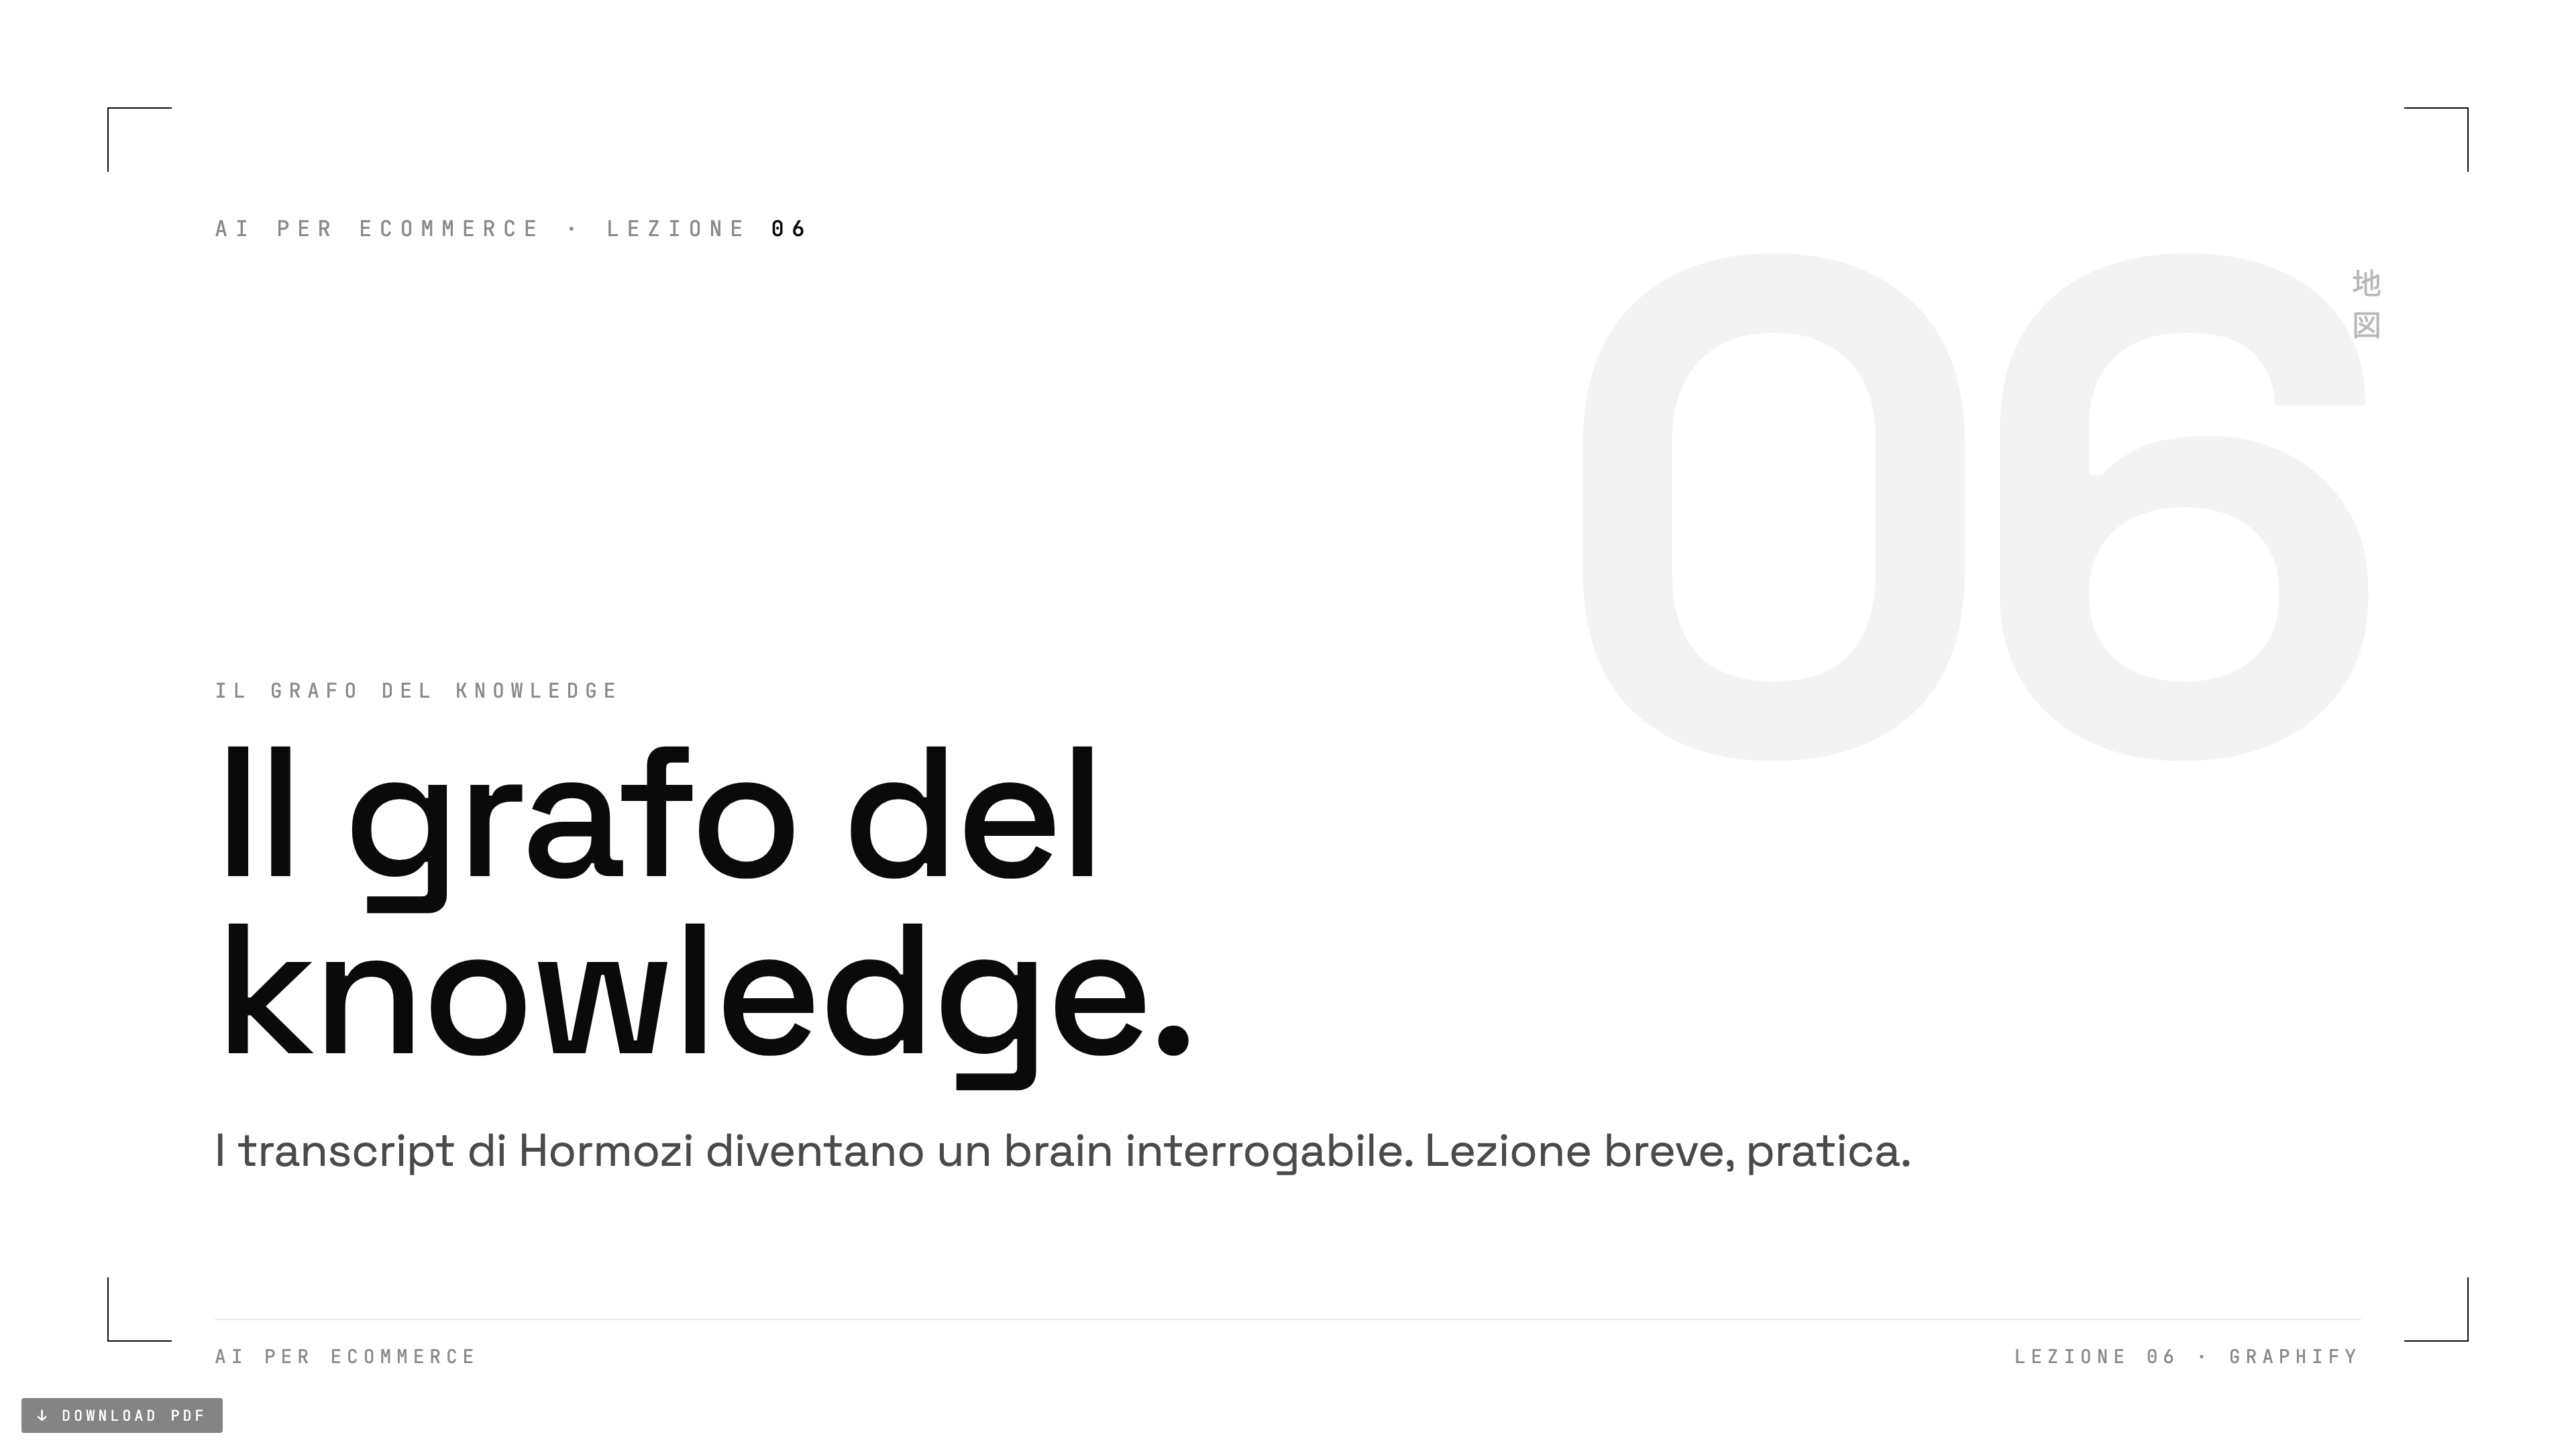 AI PER ECOMMERCE · LEZIONE 06
06
地図
IL GRAFO DEL KNOWLEDGE
Il grafo del
knowledge.
I transcript di Hormozi diventano un brain interrogabile. Lezione breve, pratica.
AI PER ECOMMERCE
LEZIONE 06 · GRAPHIFY
↓ DOWNLOAD PDF